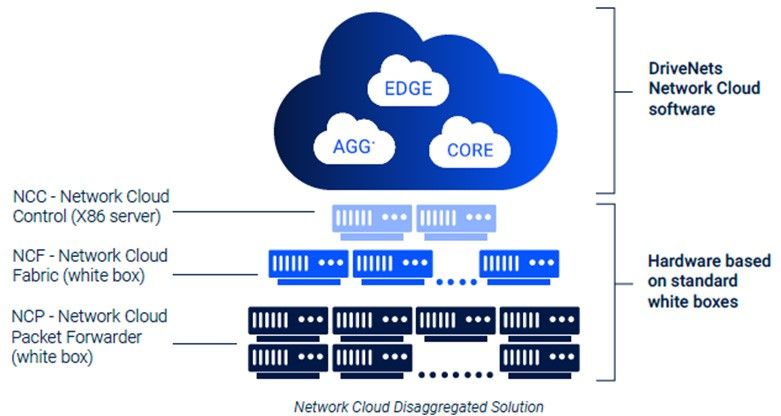 EDGE
AGG·
CORE
DriveNets
Network Cloud
software
NCC - Network Cloud
Control (X86 server)
NCF - Network Cloud
Fabric (white box)
NCP - Network Cloud
Packet Forwarder
(white box)
Hardware based
on standard
white boxes
Network Cloud Disaggregated Solution